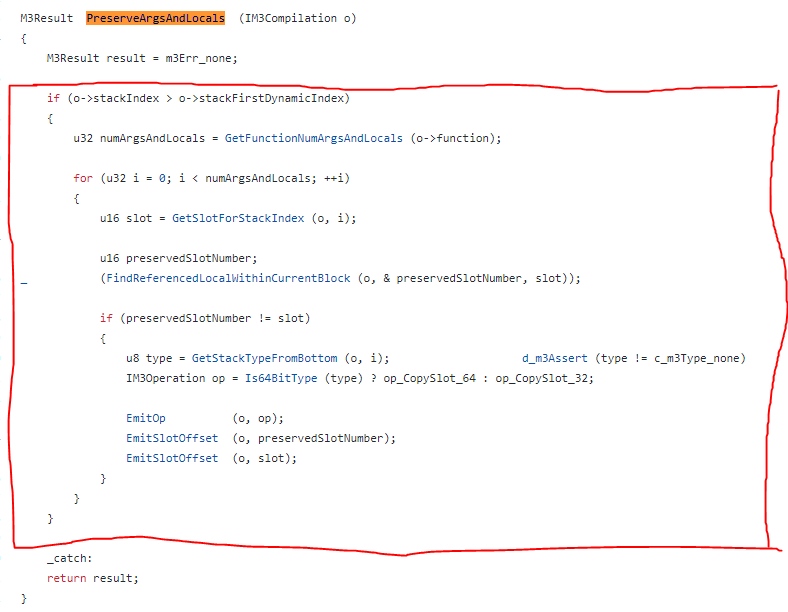 M3Result  PreserveArgsAndLocals  (IM3Compilation o)
{
    M3Result result = m3Err_none;

    if (o->stackIndex > o->stackFirstDynamicIndex)
    {
        u32 numArgsAndLocals = GetFunctionNumArgsAndLocals (o->function);

        for (u32 i = 0; i < numArgsAndLocals; ++i)
        {
            u16 slot = GetSlotForStackIndex (o, i);

            u16 preservedSlotNumber;
_           (FindReferencedLocalWithinCurrentBlock (o, & preservedSlotNumber, slot));

            if (preservedSlotNumber != slot)
            {
                u8 type = GetStackTypeFromBottom (o, i);                    d_m3Assert (type != c_m3Type_none)
                IM3Operation op = Is64BitType (type) ? op_CopySlot_64 : op_CopySlot_32;

                EmitOp          (o, op);
                EmitSlotOffset  (o, preservedSlotNumber);
                EmitSlotOffset  (o, slot);
            }
        }
    }

    _catch:
    return result;
}